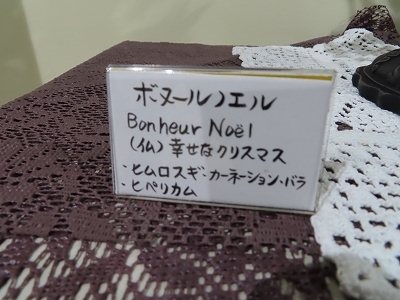 ボヌールノエル
Bonheur Noël
(仏) 幸せなクリスマス
・ヒムロスギ・カーネーション・バラ
・ヒペリカム